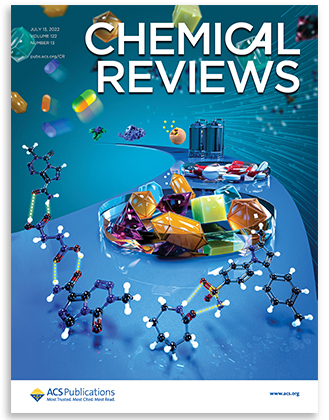 JULY 13, 2022
VOLUME 122
NUMBER 13
pubs.acs.org/CR
CHEMICAL
REVIEWS
ACS Publications
Most Trusted. Most Cited. Most Read.
www.acs.org